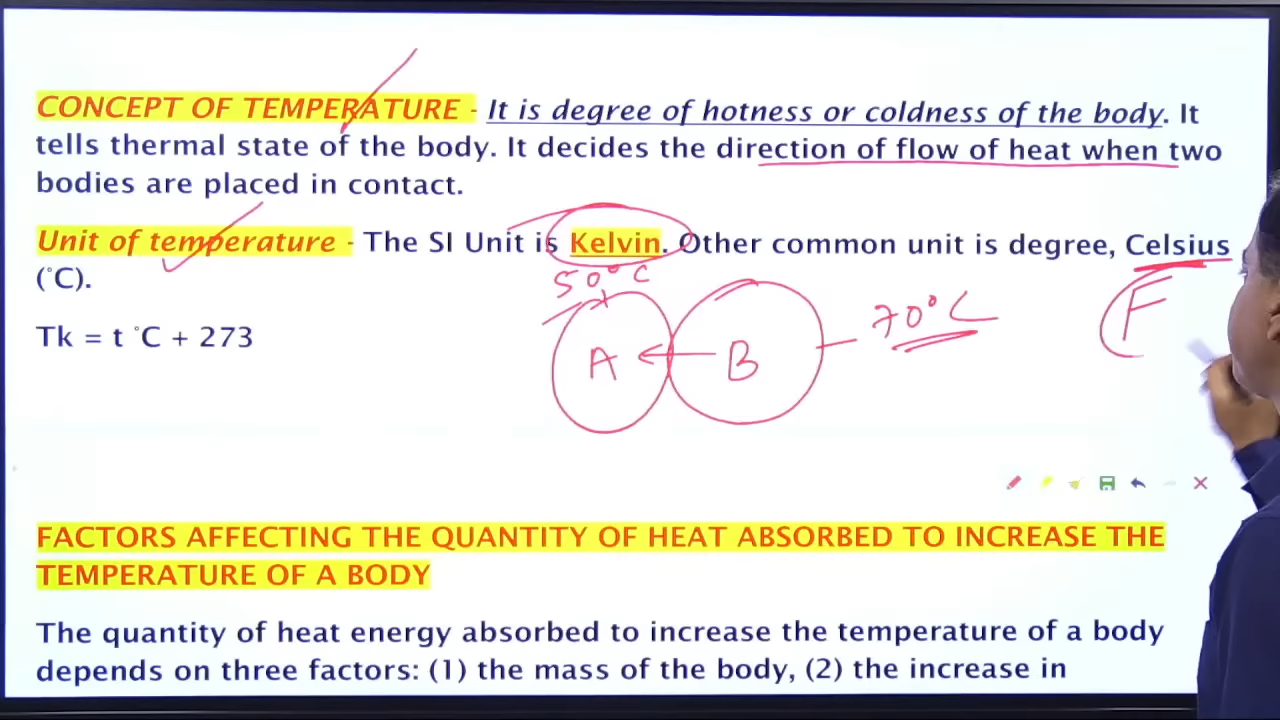 CONCEPT OF TEMPERATURE - It is degree of hotness or coldness of the body. It
tells thermal state of the body. It decides the direction of flow of heat when two
bodies are placed in contact.
Unit of temperature - The SI Unit is Kelvin. Other common unit is degree, Celsius
(°C).
50°C
70°C
F
Tk = t °C + 273
A
B
FACTORS AFFECTING THE QUANTITY OF HEAT ABSORBED TO INCREASE THE
TEMPERATURE OF A BODY
The quantity of heat energy absorbed to increase the temperature of a body
depends on three factors: (1) the mass of the body, (2) the increase in